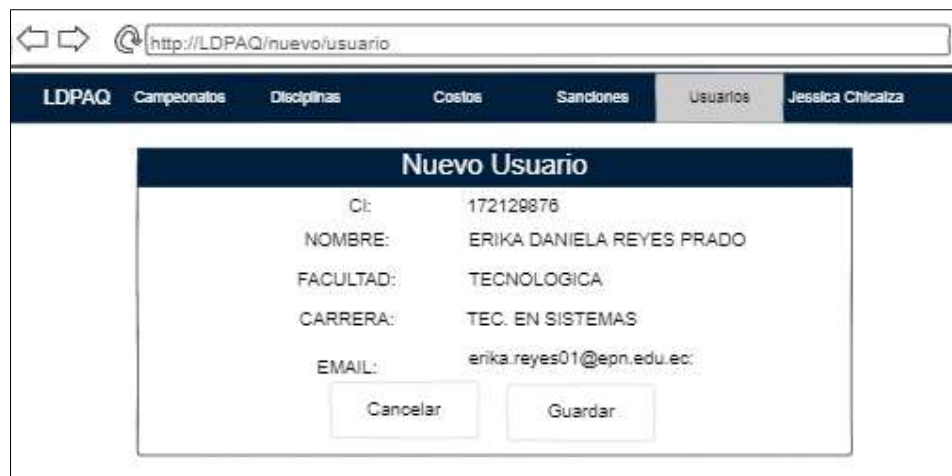 http://LDPAQ/nuevo/usuario
LDPAQ Campeonatos Disciplinas Costos Sanciones Usuarios Jessica Chicaiza
Nuevo Usuario
CI: 172129876
NOMBRE: ERIKA DANIELA REYES PRADO
FACULTAD: TECNOLOGICA
CARRERA: TEC. EN SISTEMAS
EMAIL: erika.reyes01@epn.edu.ec:
Cancelar Guardar